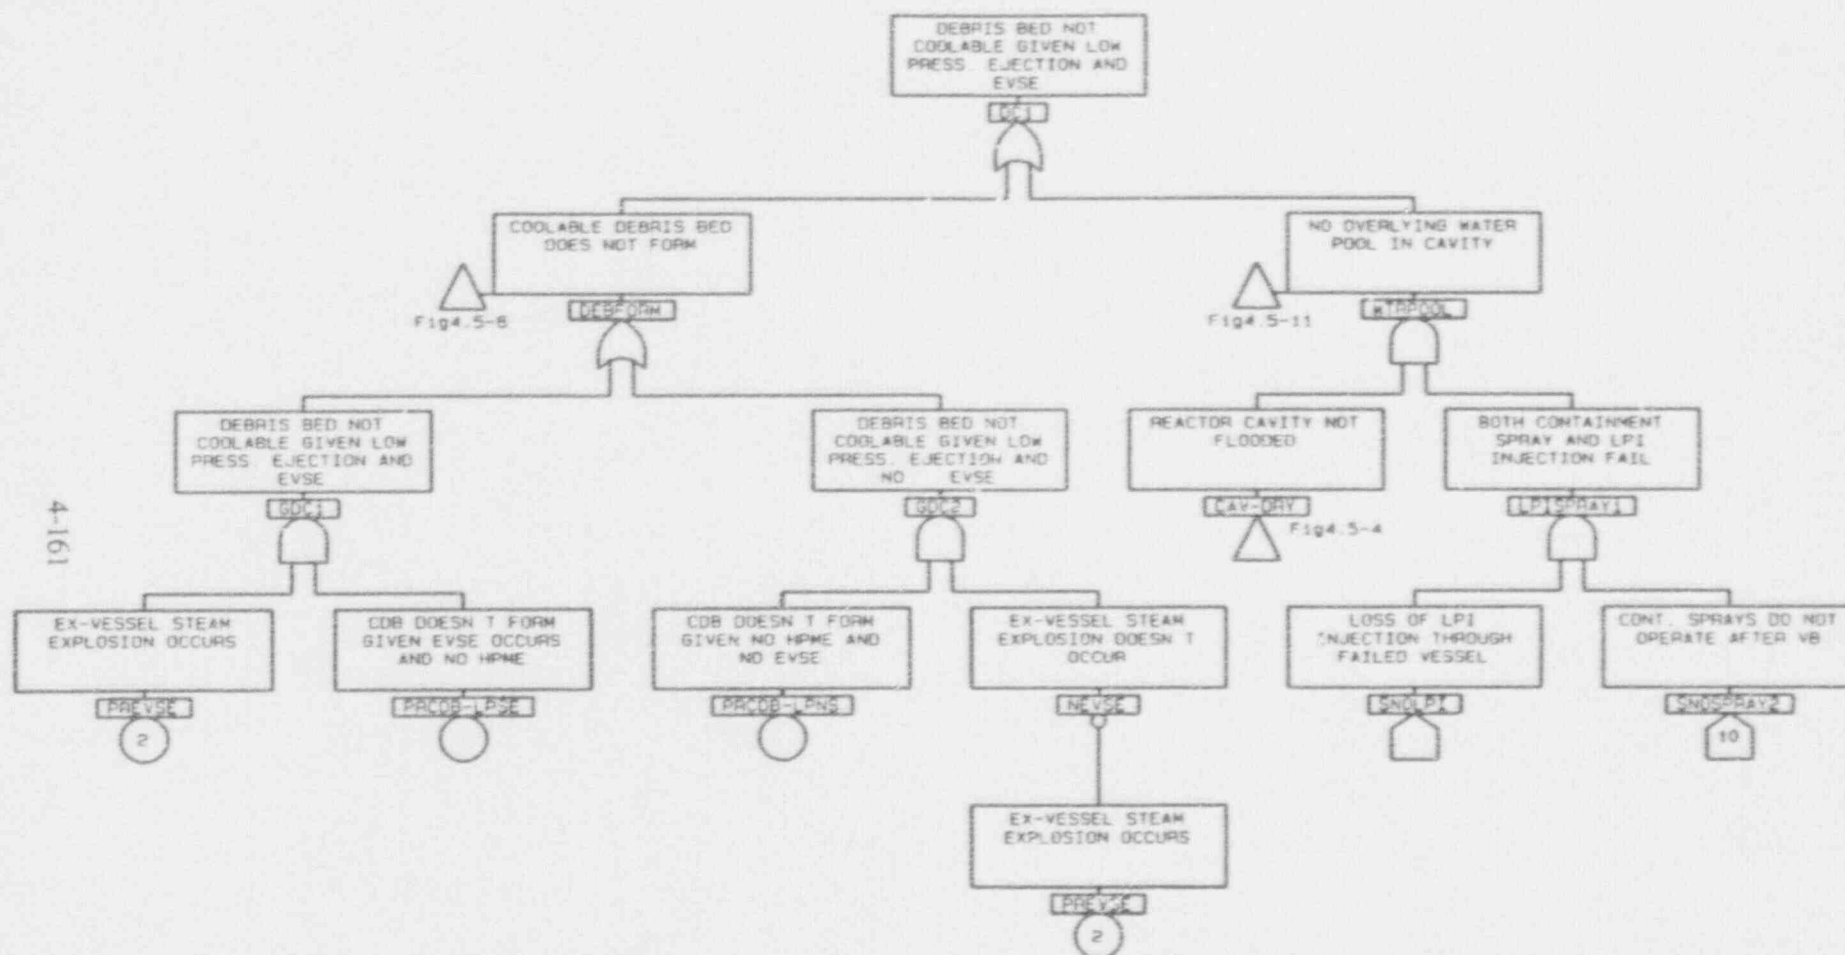 DEBRIS BED NOT
COOLABLE GIVEN LOW
PRESS. EJECTION AND
EVSE
DC1
COOLABLE DEBRIS BED
DOES NOT FORM
Fig4.5-8
DEBFORM
NO OVERLYING WATER
POOL IN CAVITY
Fig4.5-11
WTRPOOL
DEBRIS BED NOT
COOLABLE GIVEN LOW
PRESS. EJECTION AND
EVSE
GDC1
DEBRIS BED NOT
COOLABLE GIVEN LOW
PRESS. EJECTION AND
NO EVSE
GDC2
REACTOR CAVITY NOT
FLOODED
CAV-DRY
Fig4.5-4
BOTH CONTAINMENT
SPRAY AND LPI
INJECTION FAIL
LPISPRAY1
EX-VESSEL STEAM
EXPLOSION OCCURS
PREVSE
2
CDB DOESN T FORM
GIVEN EVSE OCCURS
AND NO HPME
PRCDB-LPSE
CDB DOESN T FORM
GIVEN NO HPME AND
NO EVSE
PRCDB-LPNS
EX-VESSEL STEAM
EXPLOSION DOESN T
OCCUR
NEVSE
LOSS OF LPI
INJECTION THROUGH
FAILED VESSEL
SNOLPI
CONT. SPRAYS DO NOT
OPERATE AFTER VB
SNOSPRAY2
10
EX-VESSEL STEAM
EXPLOSION OCCURS
PREVSE
2
4-161